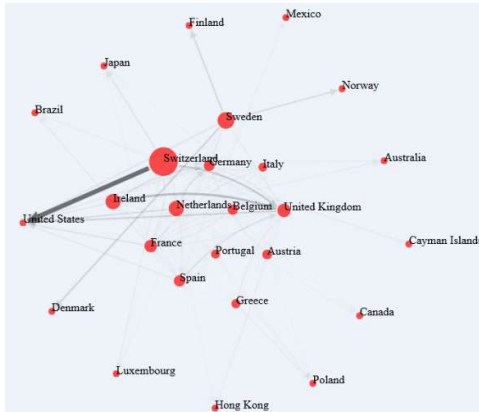 Mexico
Finland
Japan
Norway
Brazil
Sweden
Switzerland
Germany
Italy
Australia
Ireland
Netherlands
Belgium
United Kingdom
United States
France
Portugal
Austria
Cayman Island
Spain
Greece
Denmark
Canada
Luxembourg
Poland
Hong Kong